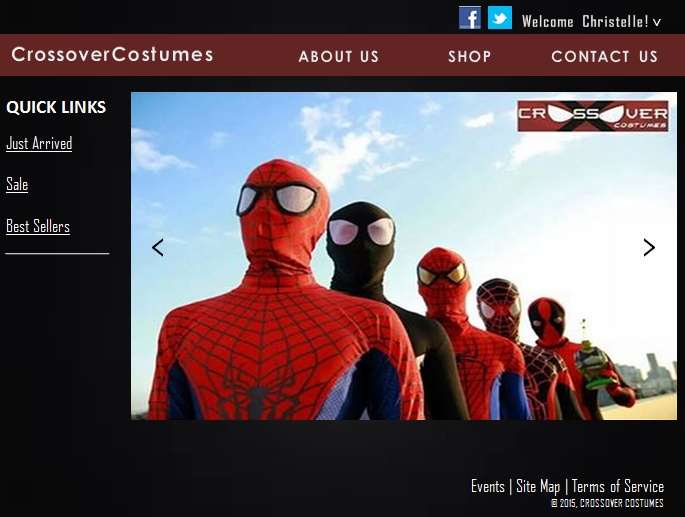 Welcome Christelle!
CrossoverCostumes
ABOUT US
SHOP
CONTACT US
QUICK LINKS
Just Arrived
Sale
Best Sellers
CROSSOVER
COSTUMES
Events | Site Map | Terms of Service
© 2015, CROSSOVER COSTUMES